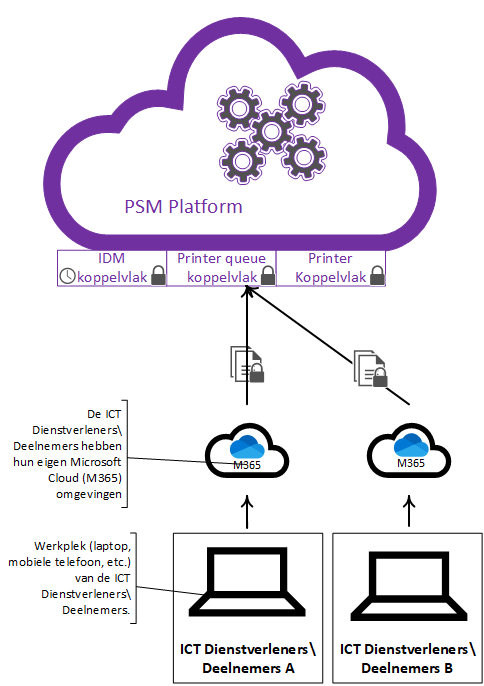 PSM Platform
IDM
koppelvlak
Printer queue
koppelvlak
Printer
Koppelvlak
De ICT
Dienstverleners\
Deelnemers hebben
hun eigen Microsoft
Cloud (M365)
omgevingen
M365
M365
Werkplek (laptop,
mobiele telefoon, etc.)
van de ICT
Dienstverleners\
Deelnemers.
ICT Dienstverleners\
Deelnemers A
ICT Dienstverleners\
Deelnemers B